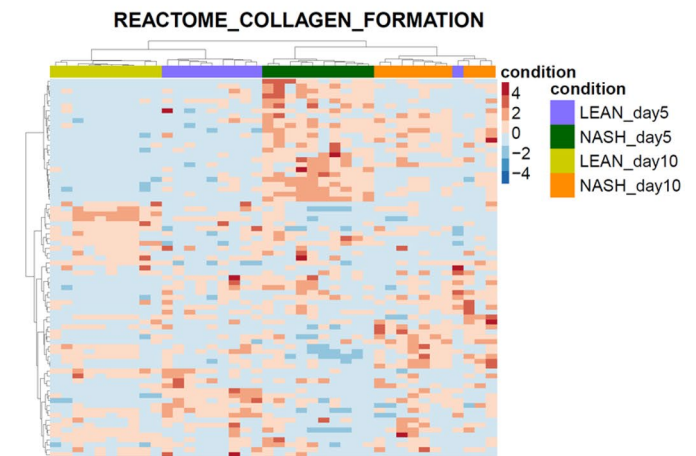 REACTOME_COLLAGEN_FORMATION
condition
4
2
0
−2
−4
condition
LEAN_day5
NASH_day5
LEAN_day10
NASH_day10